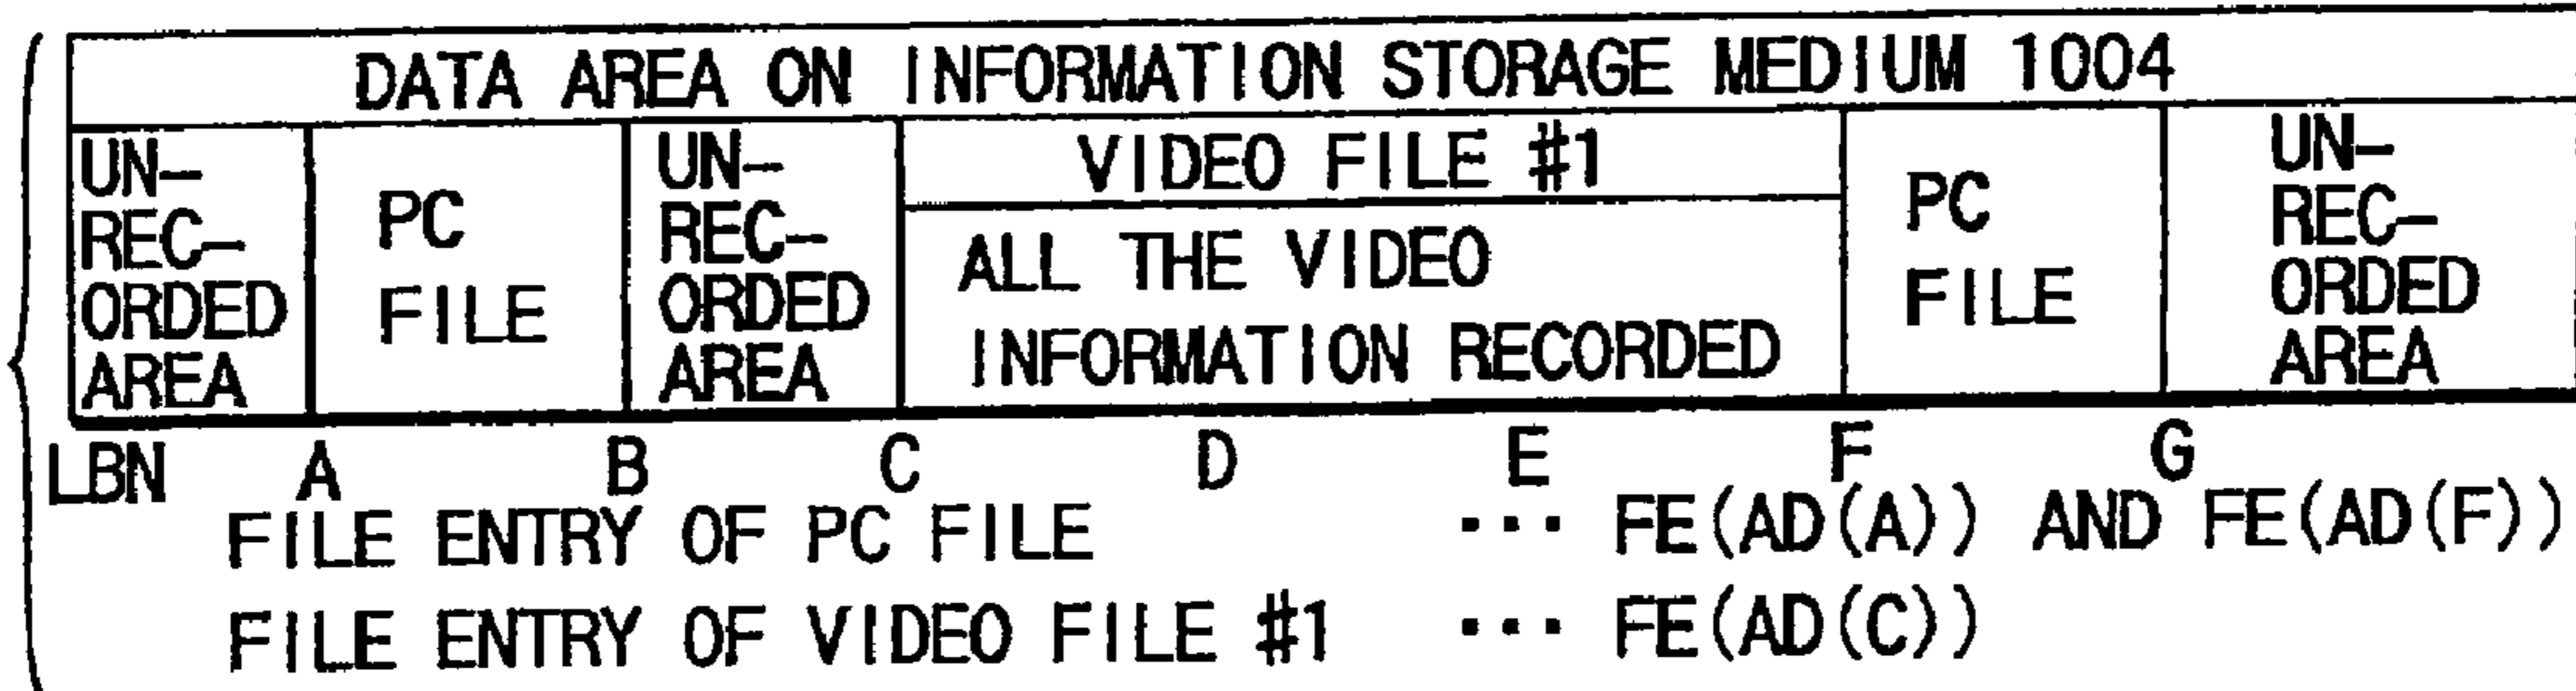 DATA AREA ON INFORMATION STORAGE MEDIUM 1004
UN-
REC-
ORDED
AREA
PC
FILE
UN-
REC-
ORDED
AREA
VIDEO FILE #1
ALL THE VIDEO
INFORMATION RECORDED
PC
FILE
UN-
REC-
ORDED
AREA
LBN A B C D E F G
FILE ENTRY OF PC FILE ... FE(AD(A)) AND FE(AD(F))
FILE ENTRY OF VIDEO FILE #1 ... FE(AD(C))